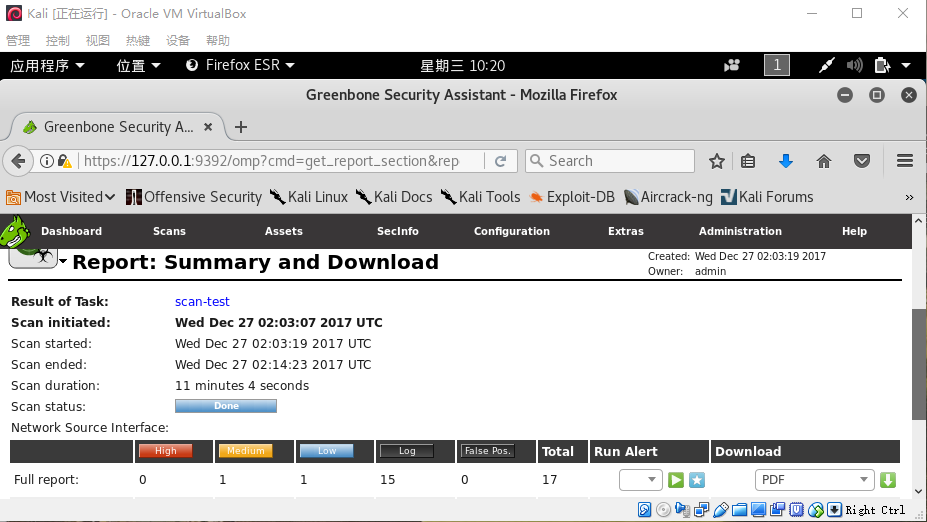 Kali [正在运行] - Oracle VM VirtualBox
管理 控制 视图 热键 设备 帮助
应用程序 位置 Firefox ESR 星期三 10:20 1
Greenbone Security Assistant - Mozilla Firefox
Greenbone Security A...
https://127.0.0.1:9392/omp?cmd=get_report_section&rep Search
Most Visited Offensive Security Kali Linux Kali Docs Kali Tools Exploit-DB Aircrack-ng Kali Forums »
Dashboard Scans Assets SecInfo Configuration Extras Administration Help
Report: Summary and Download
Created: Wed Dec 27 02:03:19 2017
Owner: admin
Result of Task: scan-test
Scan initiated: Wed Dec 27 02:03:07 2017 UTC
Scan started: Wed Dec 27 02:03:19 2017 UTC
Scan ended: Wed Dec 27 02:14:23 2017 UTC
Scan duration: 11 minutes 4 seconds
Scan status: Done
Network Source Interface:
High Medium Low Log False Pos. Total Run Alert Download
Full report: 0 1 1 15 0 17 PDF
Right Ctrl